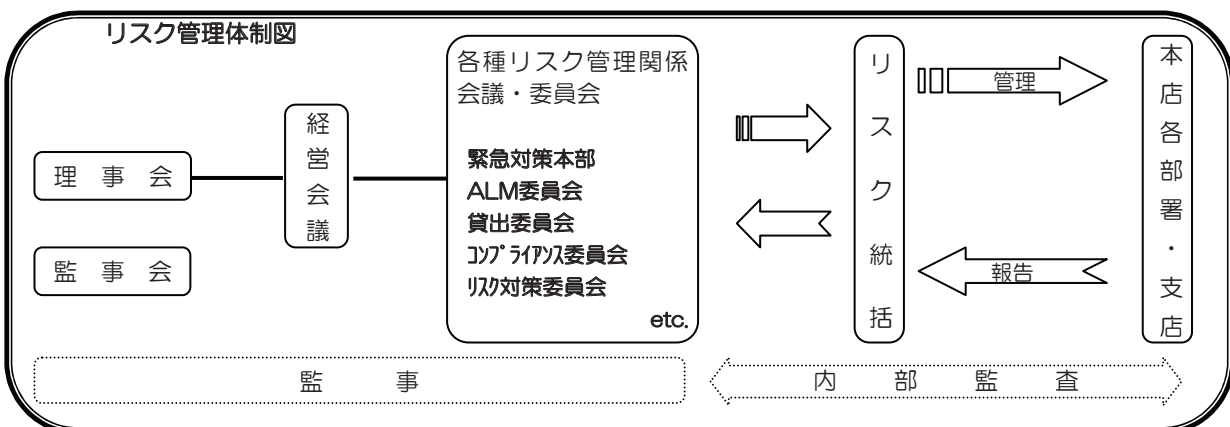 リスク管理体制図
理事会
監事会
経営会議
各種リスク管理関係
会議・委員会
緊急対策本部
ALM委員会
貸出委員会
ｺﾝﾌﾟﾗｲｱﾝｽ委員会
ﾘｽｸ対策委員会
etc.
リスク統括
管理
報告
本店各部署・支店
監事
内部監査